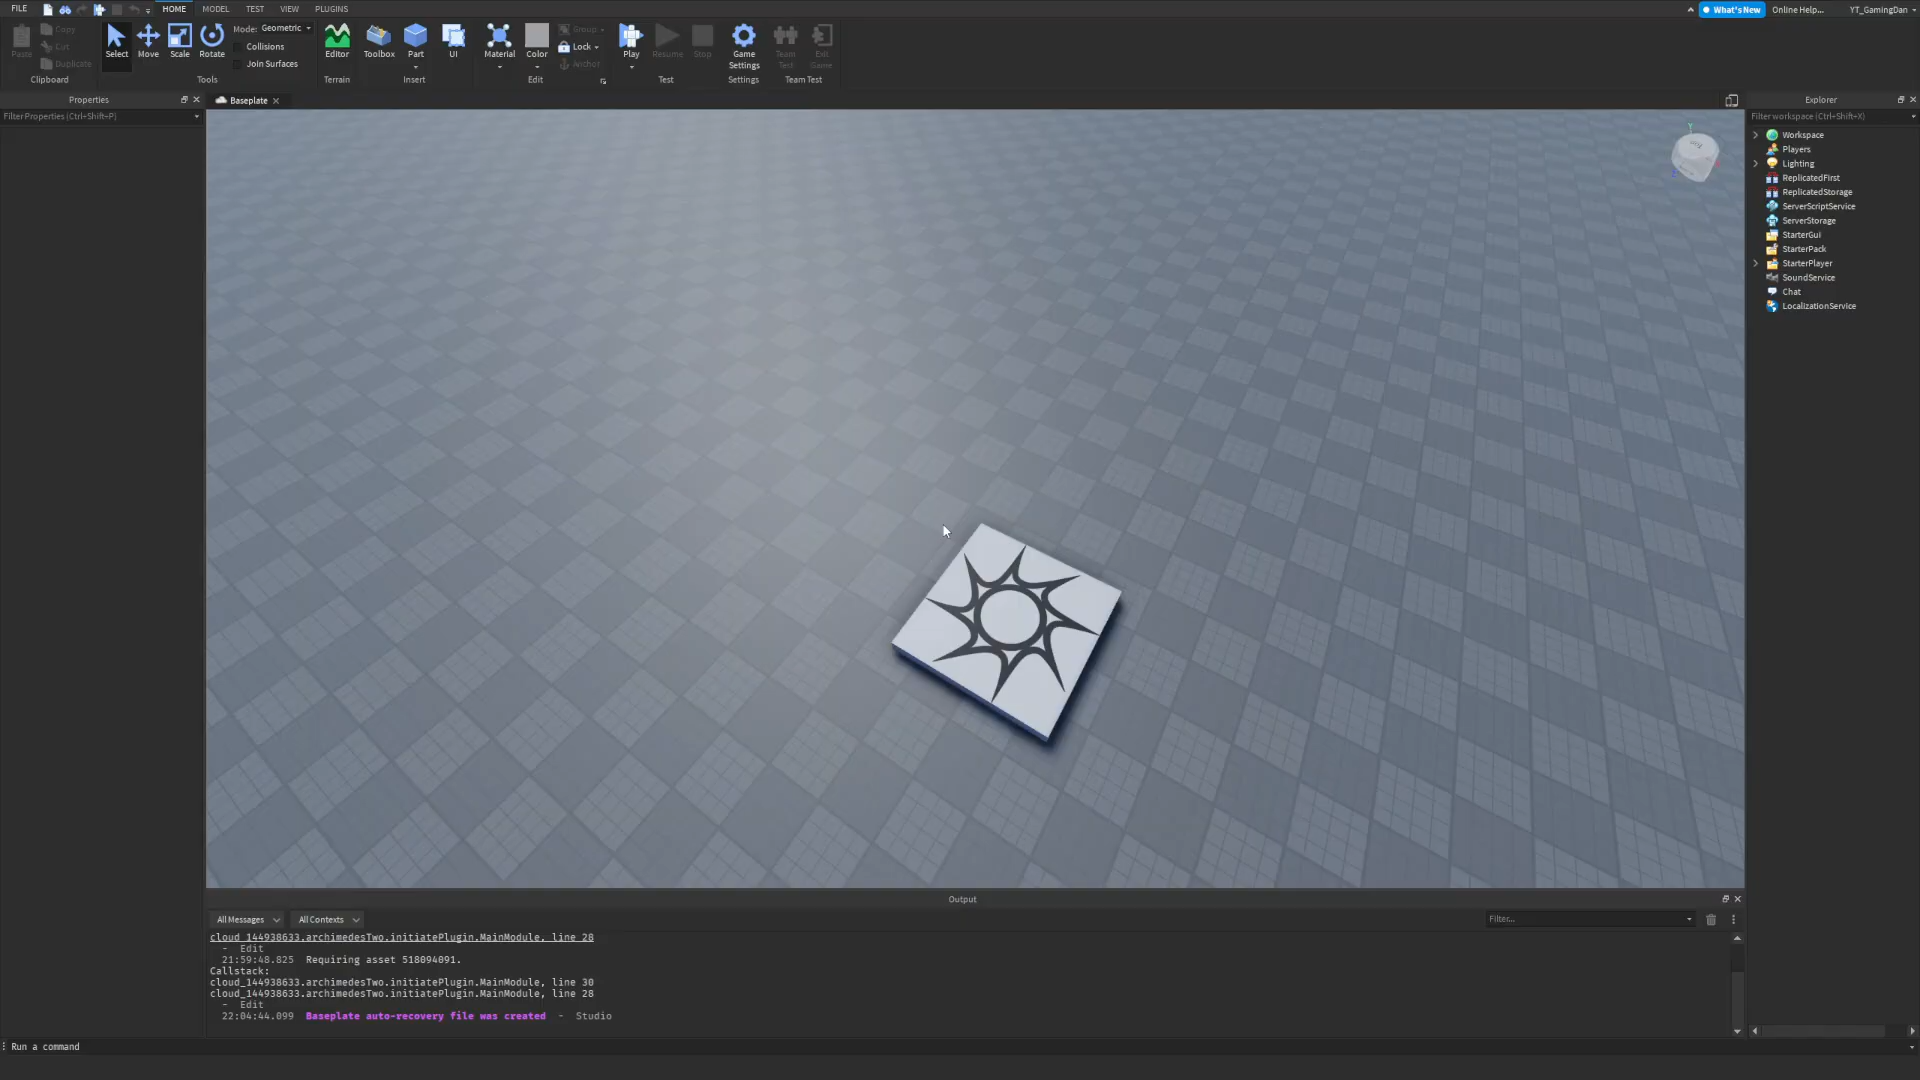 FILE
HOME
MODEL
TEST
VIEW
PLUGINS
What's New
Online Help...
YT_GamingDan
Paste
Copy
Cut
Duplicate
Clipboard
Select
Move
Scale
Rotate
Mode: Geometric
Collisions
Join Surfaces
Tools
Editor
Terrain
Toolbox
Part
UI
Insert
Material
Color
Group
Lock
Anchor
Edit
Play
Resume
Stop
Test
Game
Settings
Settings
Team
Test
Exit
Game
Team Test
Properties
Filter Properties (Ctrl+Shift+P)
Baseplate
Explorer
Filter workspace (Ctrl+Shift+X)
Workspace
Players
Lighting
ReplicatedFirst
ReplicatedStorage
ServerScriptService
ServerStorage
StarterGui
StarterPack
StarterPlayer
SoundService
Chat
LocalizationService
Y
Output
All Messages
All Contexts
Filter...
cloud_144938633.archimedesTwo.initiatePlugin.MainModule, line 28
- Edit
21:59:48.825 Requiring asset 518094091.
Callstack:
cloud_144938633.archimedesTwo.initiatePlugin.MainModule, line 30
cloud_144938633.archimedesTwo.initiatePlugin.MainModule, line 28
- Edit
22:04:44.099 Baseplate auto-recovery file was created - Studio
Run a command